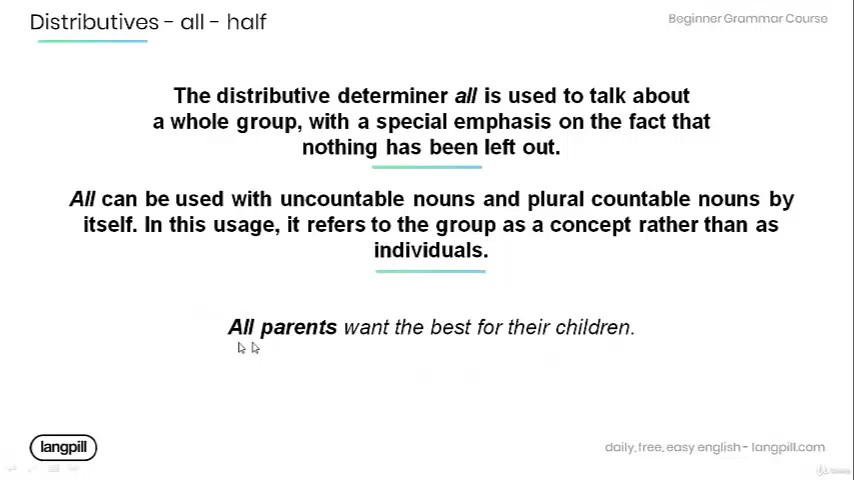 Distributives - all - half
Beginner Grammar Course
The distributive determiner all is used to talk about
a whole group, with a special emphasis on the fact that
nothing has been left out.
All can be used with uncountable nouns and plural countable nouns by
itself. In this usage, it refers to the group as a concept rather than as
individuals.
All parents want the best for their children.
langpill
daily, free, easy english - langpill.com